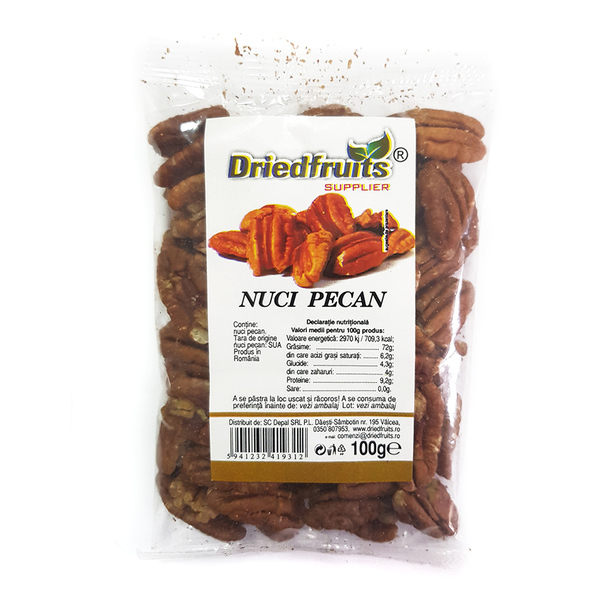 Driedfruits®
SUPPLIER
NUCI PECAN
Conține:
nuci pecan.
Tara de origine
nuci pecan: SUA
Produs în
România
Declarație nutrițională
Valori medii pentru 100g produs:
Valoare energetică: 2970 kj / 709,3 kcal;
Grăsime: 72g;
din care acizi grași saturați: 6,2g;
Glucide: 4,3g;
din care zaharuri: 4g;
Proteine: 9,2g;
Sare: 0,0g.
A se păstra la loc uscat și răcoros! A se consuma de
preferință înainte de: vezi ambalaj Lot: vezi ambalaj
Distribuit de: SC Depal SRL P.L. Dăești-Sâmbotin nr. 195 Vâlcea,
0350 807953, www.driedfruits.ro
e-mail: comenzi@driedfruits.ro
5 941232 419312
100g℮